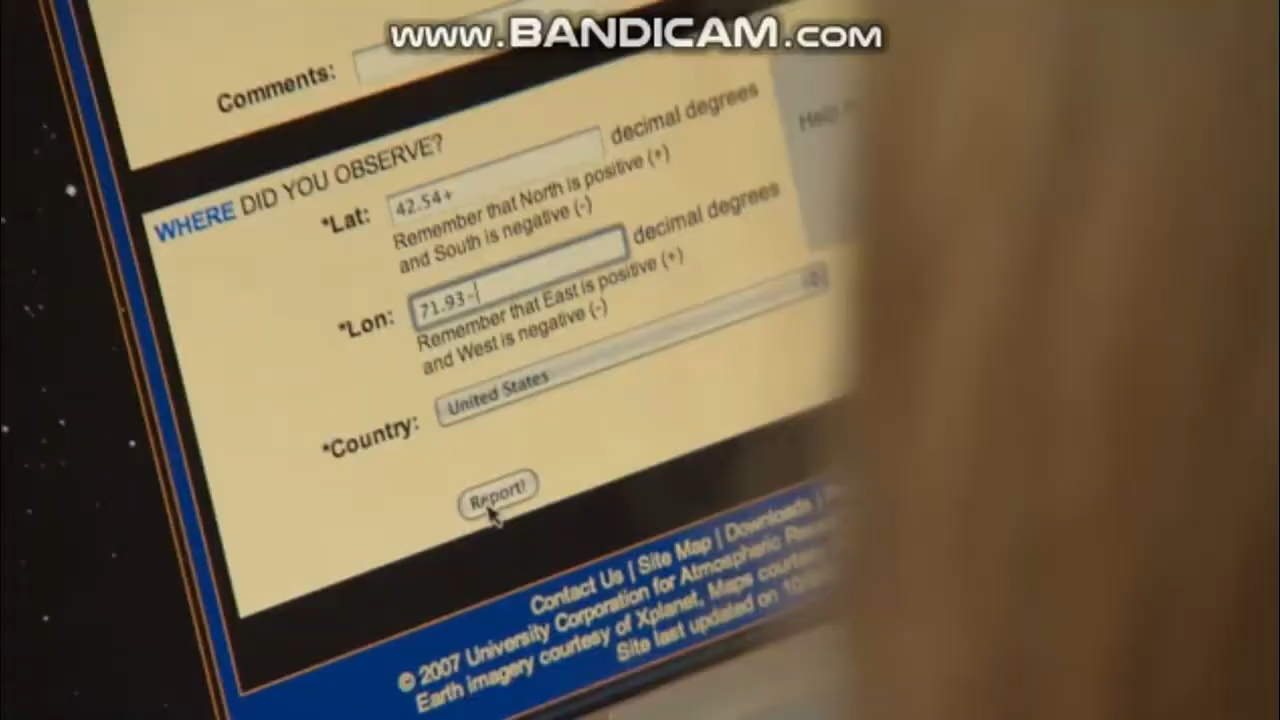 www.BANDICAM.com
Comments:
WHERE DID YOU OBSERVE?
*Lat: 42.54+ decimal degrees
Remember that North is positive (+)
and South is negative (-)
*Lon: 71.93- decimal degrees
Remember that East is positive (+)
and West is negative (-)
*Country: United States
Report!
Help
Contact Us | Site Map | Downloads |
© 2007 University Corporation for Atmospheric
Earth imagery courtesy of Xplanet, Maps courtesy
Site last updated on